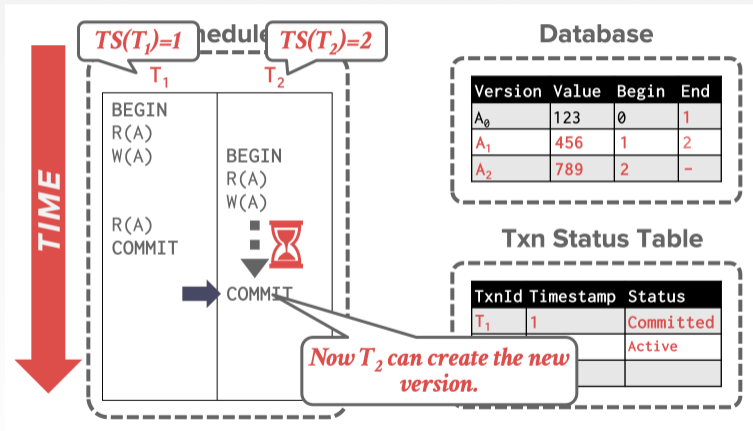 TS(T₁)=1
hedule
TS(T₂)=2
T₁
T₂
TIME
BEGIN
R(A)
W(A)
R(A)
COMMIT
BEGIN
R(A)
W(A)
COMMIT
Now T₂ can create the new
version.
Database
Version Value Begin End
A₀ 123 0 1
A₁ 456 1 2
A₂ 789 2 -
Txn Status Table
TxnId Timestamp Status
T₁ 1 Committed
Active